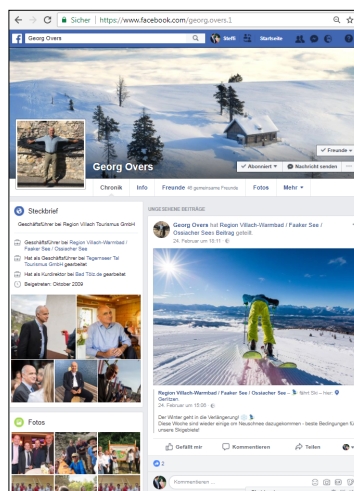 Sicher | https://www.facebook.com/georg.overs.1
Georg Overs
Steffi
Startseite
Freunde
Georg Overs
Abonniert
Nachricht senden
Chronik
Info
Freunde 45 gemeinsame Freunde
Fotos
Mehr
Steckbrief
Geschäftsführer bei Region Villach Tourismus GmbH
Geschäftsführer bei Region Villach-Warmbad /
Faaker See / Ossiacher See
Hat als Geschäftsführer bei Tegernseer Tal
Tourismus GmbH gearbeitet
Hat als Kurdirektor bei Bad Tölz gearbeitet
Beigetreten: Oktober 2009
Fotos
UNGESEHENE BEITRÄGE
Georg Overs hat Region Villach-Warmbad / Faaker See /
Ossiacher Sees Beitrag geteilt.
24. Februar um 18:11
Region Villach-Warmbad / Faaker See / Ossiacher See –
fährt Ski – hier:
Gerlitzen.
24. Februar um 15:06
Der Winter geht in die Verlängerung!
Diese Woche sind wieder einige cm Neuschnee dazugekommen - beste Bedingungen für
unsere Skigebiete!
Gefällt mir
Kommentieren
Teilen
2
Kommentieren ...